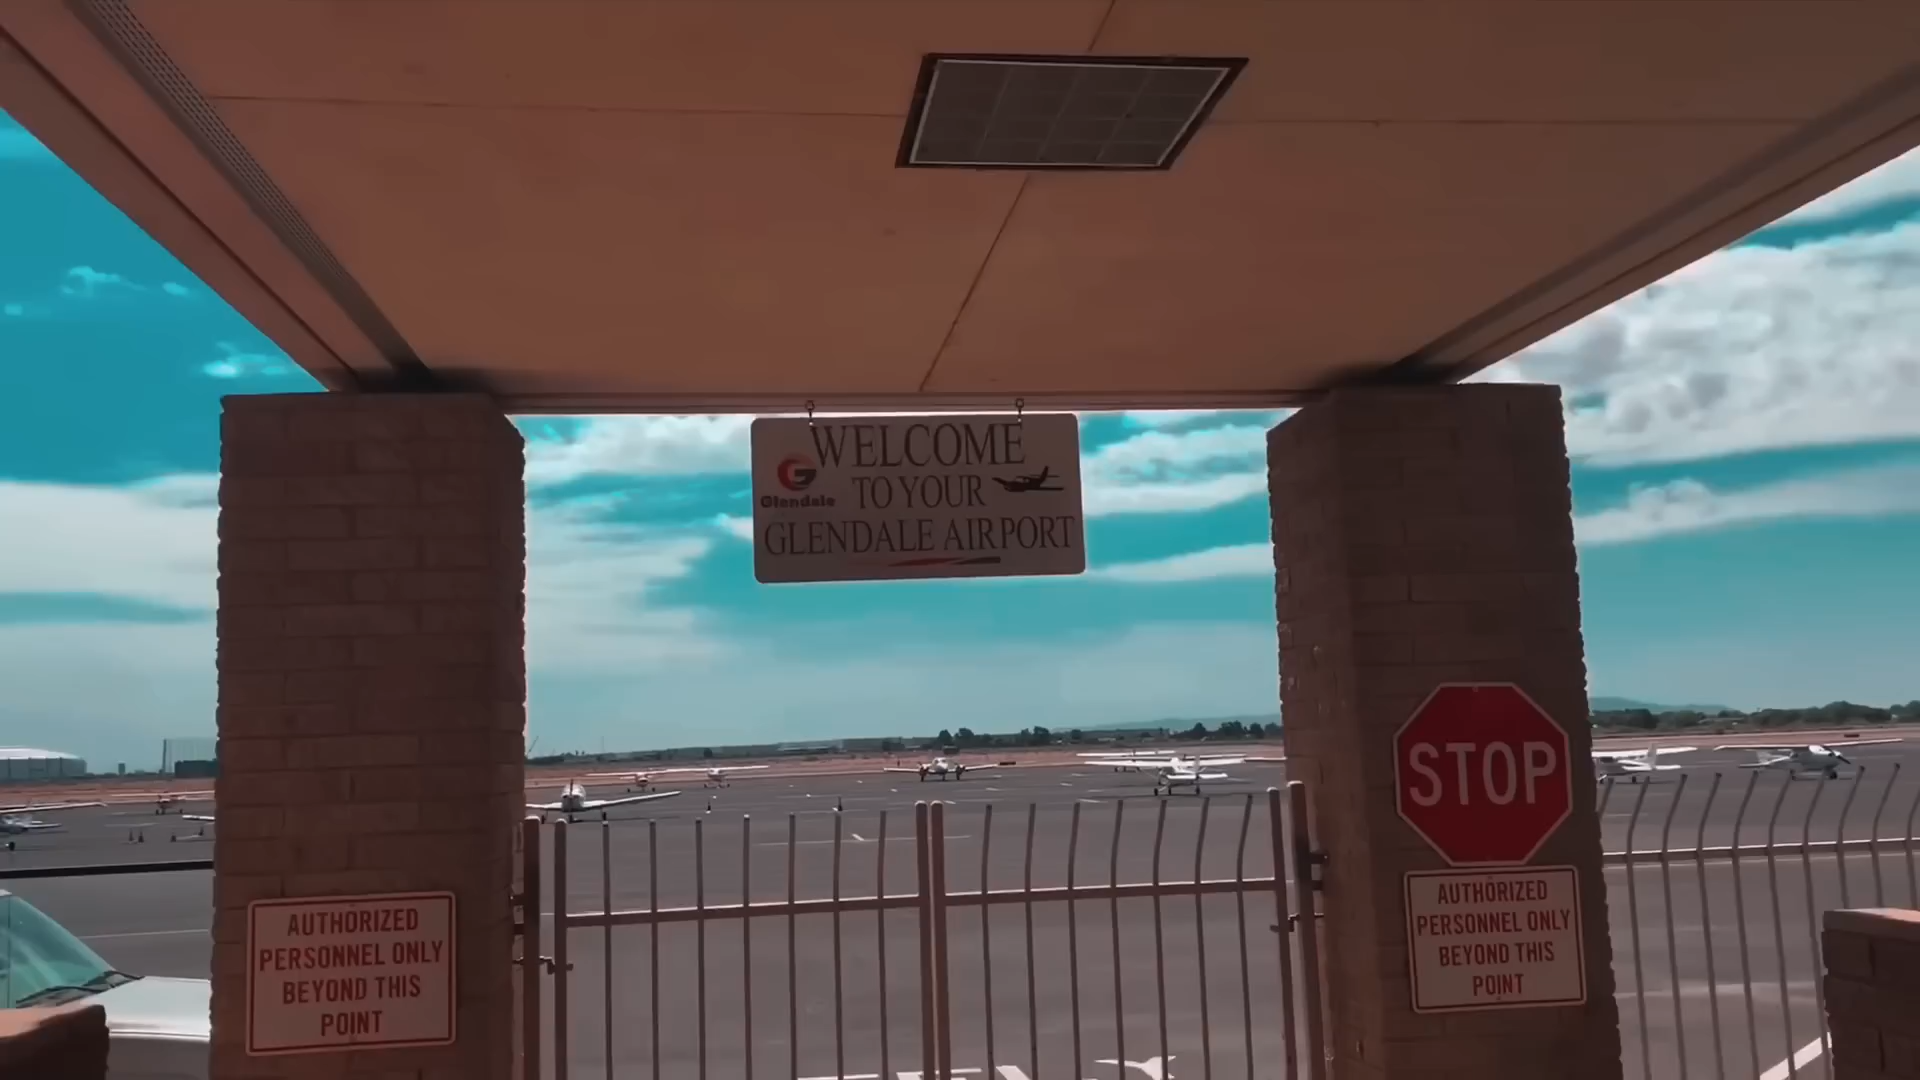 WELCOME
TO YOUR
GLENDALE AIRPORT
G
Glendale
STOP
AUTHORIZED
PERSONNEL ONLY
BEYOND THIS
POINT
AUTHORIZED
PERSONNEL ONLY
BEYOND THIS
POINT